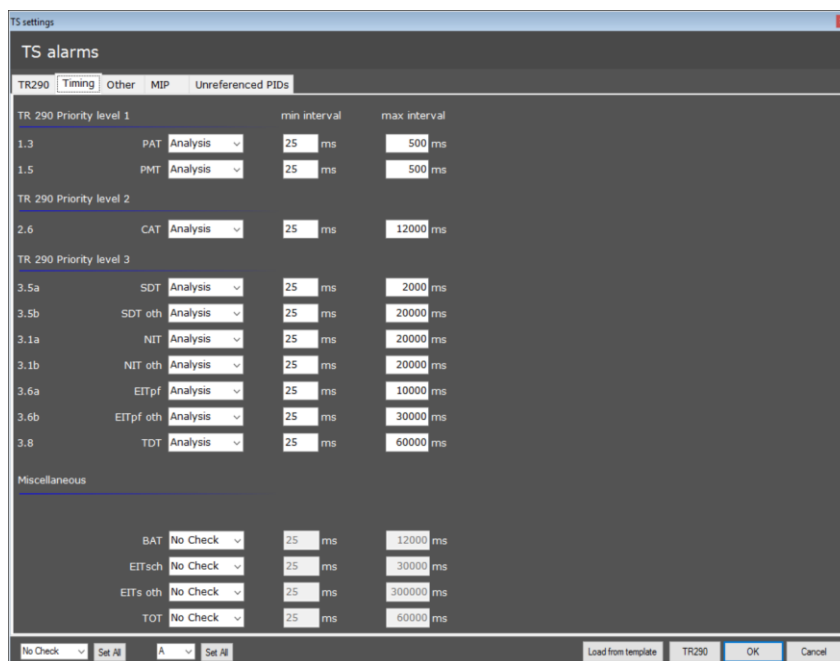 TS settings
TS alarms
TR290 Timing Other MIP Unreferenced PIDs
TR 290 Priority level 1 min interval max interval
1.3 PAT Analysis 25 ms 500 ms
1.5 PMT Analysis 25 ms 500 ms
TR 290 Priority level 2
2.6 CAT Analysis 25 ms 12000 ms
TR 290 Priority level 3
3.5a SDT Analysis 25 ms 2000 ms
3.5b SDT oth Analysis 25 ms 20000 ms
3.1a NIT Analysis 25 ms 20000 ms
3.1b NIT oth Analysis 25 ms 20000 ms
3.6a EITpf Analysis 25 ms 10000 ms
3.6b EITpf oth Analysis 25 ms 30000 ms
3.8 TDT Analysis 25 ms 60000 ms
Miscellaneous
BAT No Check 25 ms 12000 ms
EITsch No Check 25 ms 30000 ms
EITs oth No Check 25 ms 300000 ms
TOT No Check 25 ms 60000 ms
No Check Set All A Set All Load from template TR290 OK Cancel